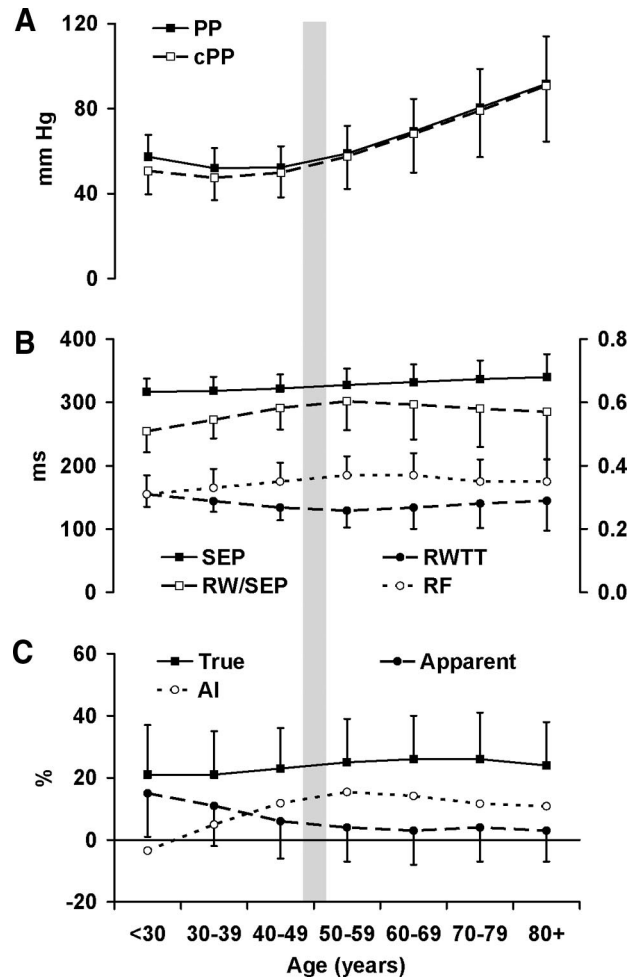 A
120
80
40
0
mm Hg
PP
cPP
B
400
300
200
100
0
ms
0.8
0.6
0.4
0.2
0.0
SEP
RWTT
RW/SEP
RF
C
60
40
20
0
-20
%
True
Apparent
AI
<30 30-39 40-49 50-59 60-69 70-79 80+
Age (years)